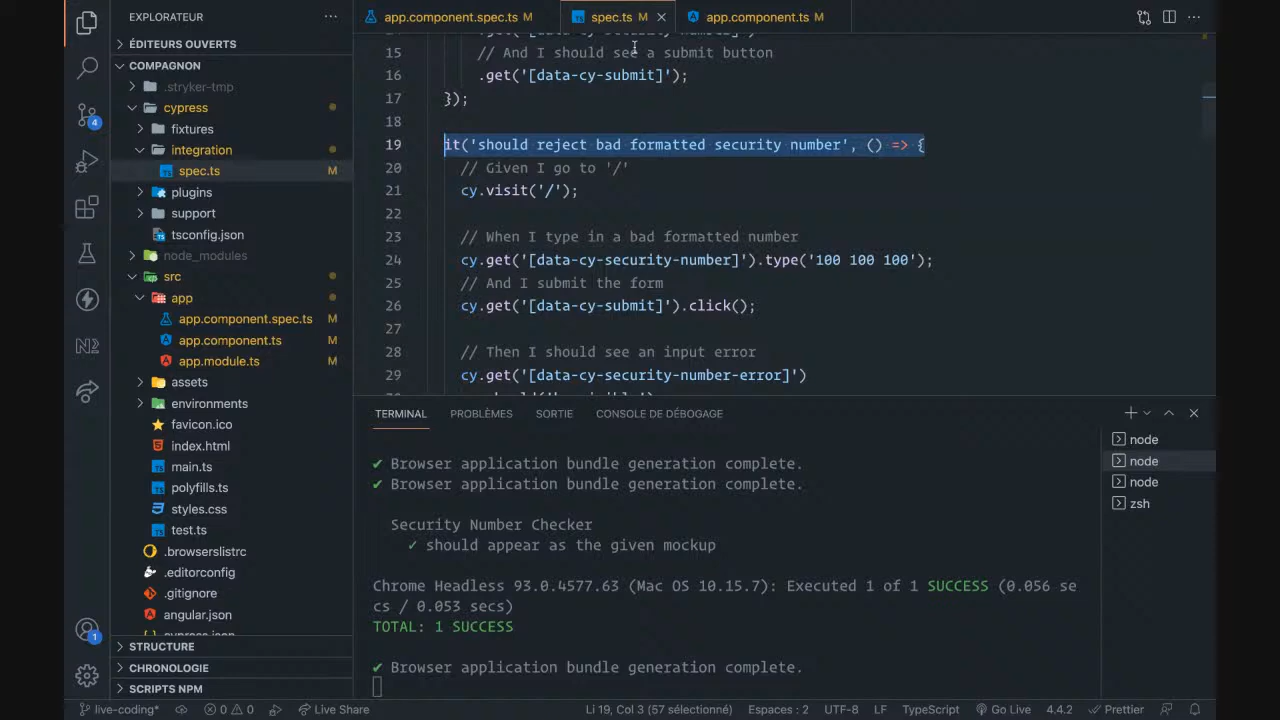 EXPLORATEUR
ÉDITEURS OUVERTS
COMPAGNON
.stryker-tmp
cypress
fixtures
integration
spec.ts M
plugins
support
tsconfig.json
node_modules
src
app
app.component.spec.ts M
app.component.ts M
app.module.ts M
assets
environments
favicon.ico
index.html
main.ts
polyfills.ts
styles.css
test.ts
.browserslistrc
.editorconfig
.gitignore
angular.json
cypress.json
STRUCTURE
CHRONOLOGIE
SCRIPTS NPM
4
N2
1
app.component.spec.ts M
spec.ts M
app.component.ts M
15 // And I should see a submit button
16 .get('[data-cy-submit]');
17 });
18
19 it('should reject bad formatted security number', () => {
20 // Given I go to '/'
21 cy.visit('/');
22
23 // When I type in a bad formatted number
24 cy.get('[data-cy-security-number]').type('100 100 100');
25 // And I submit the form
26 cy.get('[data-cy-submit]').click();
27
28 // Then I should see an input error
29 cy.get('[data-cy-security-number-error]')
TERMINAL PROBLÈMES SORTIE CONSOLE DE DÉBOGAGE
✔ Browser application bundle generation complete.
✔ Browser application bundle generation complete.
Security Number Checker
✓ should appear as the given mockup
Chrome Headless 93.0.4577.63 (Mac OS 10.15.7): Executed 1 of 1 SUCCESS (0.056 se
cs / 0.053 secs)
TOTAL: 1 SUCCESS
✔ Browser application bundle generation complete.
node
node
node
zsh
live-coding* 0 0 Live Share Li 19, Col 3 (57 sélectionné) Espaces : 2 UTF-8 LF TypeScript Go Live 4.4.2 Prettier